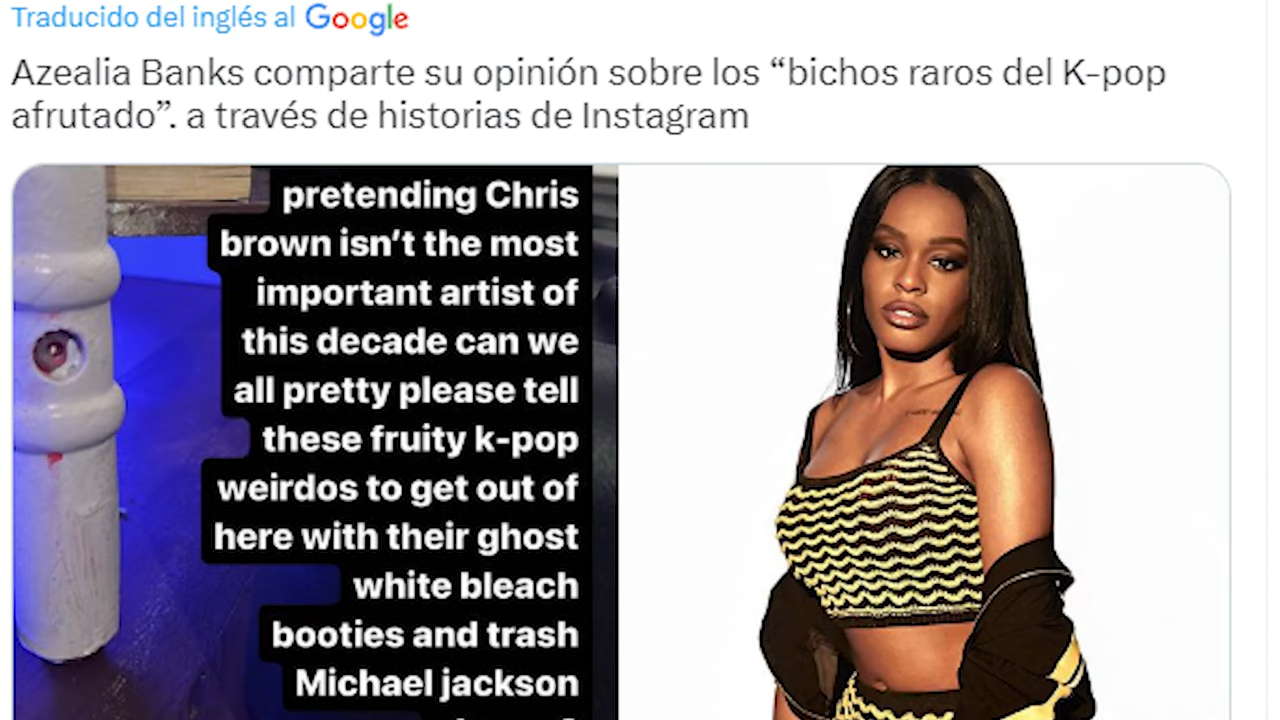 Traducido del inglés al Google
Azealia Banks comparte su opinión sobre los “bichos raros del K-pop
afrutado”. a través de historias de Instagram
pretending Chris
brown isn’t the most
important artist of
this decade can we
all pretty please tell
these fruity k-pop
weirdos to get out of
here with their ghost
white bleach
booties and trash
Michael jackson